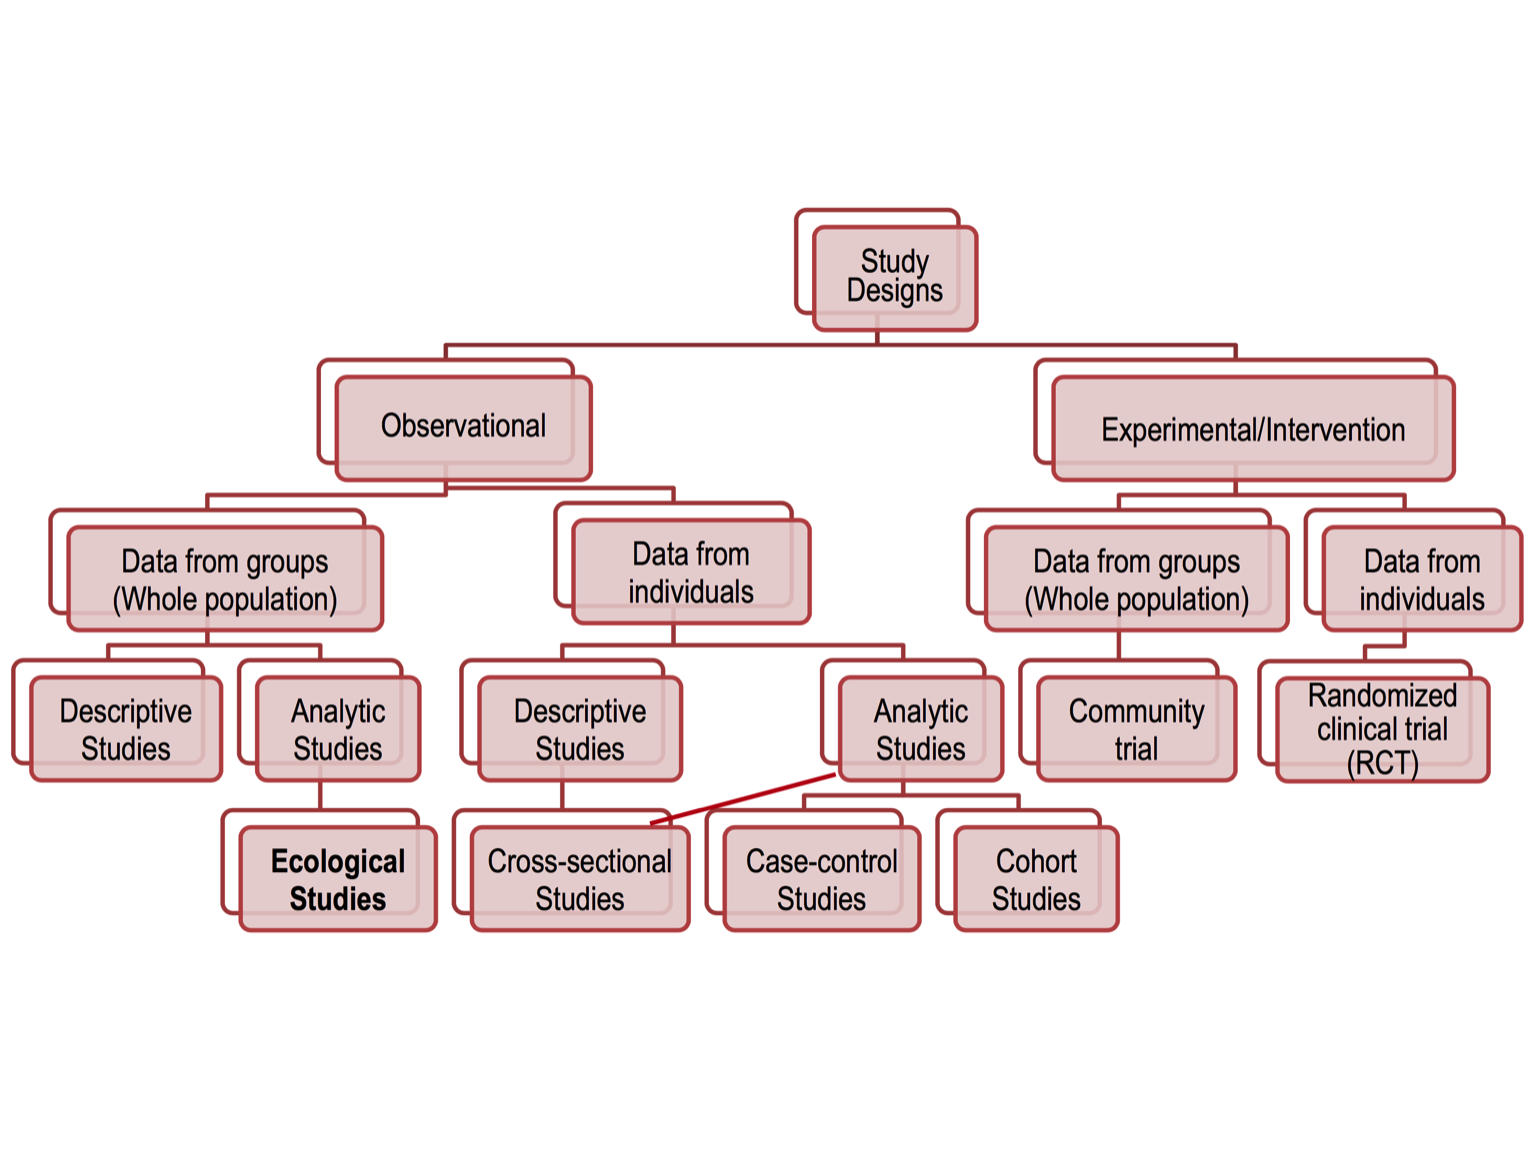 Study
Designs
Observational
Experimental/Intervention
Data from groups
(Whole population)
Data from
individuals
Data from groups
(Whole population)
Data from
individuals
Descriptive
Studies
Analytic
Studies
Descriptive
Studies
Analytic
Studies
Community
trial
Randomized
clinical trial
(RCT)
Ecological
Studies
Cross-sectional
Studies
Case-control
Studies
Cohort
Studies